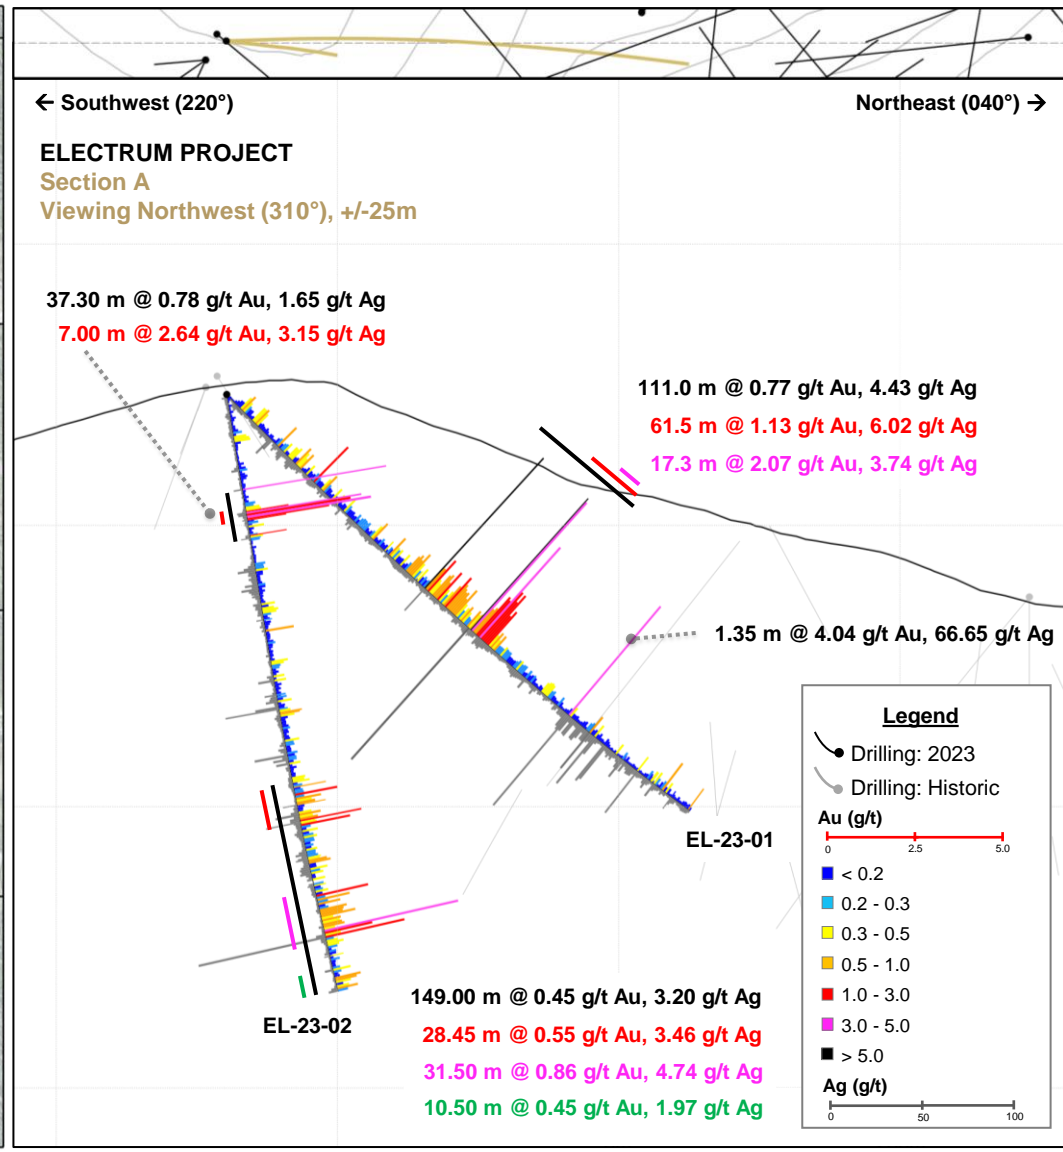 ← Southwest (220°)
Northeast (040°) →
ELECTRUM PROJECT
Section A
Viewing Northwest (310°), +/-25m
37.30 m @ 0.78 g/t Au, 1.65 g/t Ag
7.00 m @ 2.64 g/t Au, 3.15 g/t Ag
111.0 m @ 0.77 g/t Au, 4.43 g/t Ag
61.5 m @ 1.13 g/t Au, 6.02 g/t Ag
17.3 m @ 2.07 g/t Au, 3.74 g/t Ag
1.35 m @ 4.04 g/t Au, 66.65 g/t Ag
EL-23-01
EL-23-02
149.00 m @ 0.45 g/t Au, 3.20 g/t Ag
28.45 m @ 0.55 g/t Au, 3.46 g/t Ag
31.50 m @ 0.86 g/t Au, 4.74 g/t Ag
10.50 m @ 0.45 g/t Au, 1.97 g/t Ag
Legend
Drilling: 2023
Drilling: Historic
Au (g/t)
0 2.5 5.0
< 0.2
0.2 - 0.3
0.3 - 0.5
0.5 - 1.0
1.0 - 3.0
3.0 - 5.0
> 5.0
Ag (g/t)
0 50 100